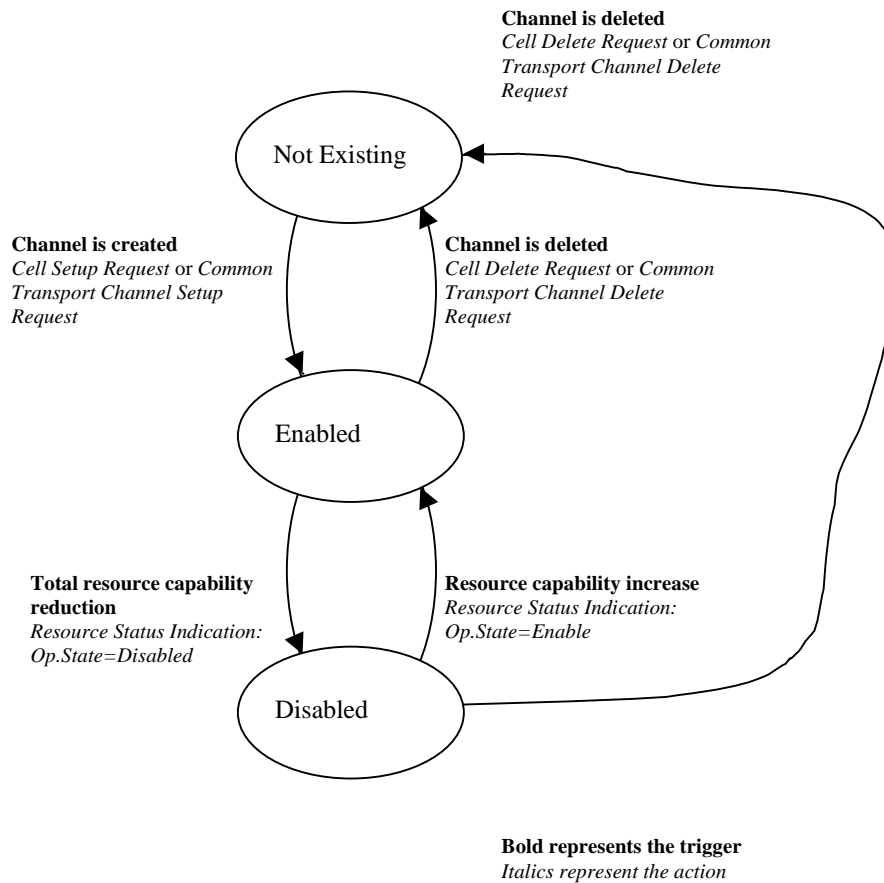 Channel is deleted
Cell Delete Request or Common
Transport Channel Delete
Request
Not Existing
Channel is created
Cell Setup Request or Common
Transport Channel Setup
Request
Channel is deleted
Cell Delete Request or Common
Transport Channel Delete
Request
Enabled
Total resource capability
reduction
Resource Status Indication:
Op.State=Disabled
Resource capability increase
Resource Status Indication:
Op.State=Enable
Disabled
Bold represents the trigger
Italics represent the action